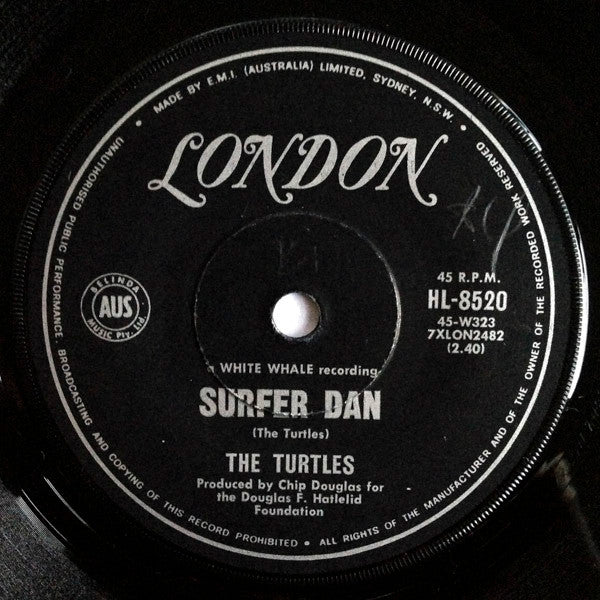 MADE BY E.M.I. (AUSTRALIA) LIMITED, SYDNEY, N.S.W. •
LONDON
45 R.P.M.
HL-8520
45-W323
7XLON2482
(2.40)
BELINDA
AUS
MUSIC Pty. Ltd
a WHITE WHALE recording
SURFER DAN
(The Turtles)
THE TURTLES
Produced by Chip Douglas for
the Douglas F. Hatlelid
Foundation
• ALL RIGHTS OF THE MANUFACTURER AND OF THE OWNER OF THE RECORDED WORK RESERVED
• UNAUTHORISED PUBLIC PERFORMANCE, BROADCASTING AND COPYING OF THIS RECORD PROHIBITED